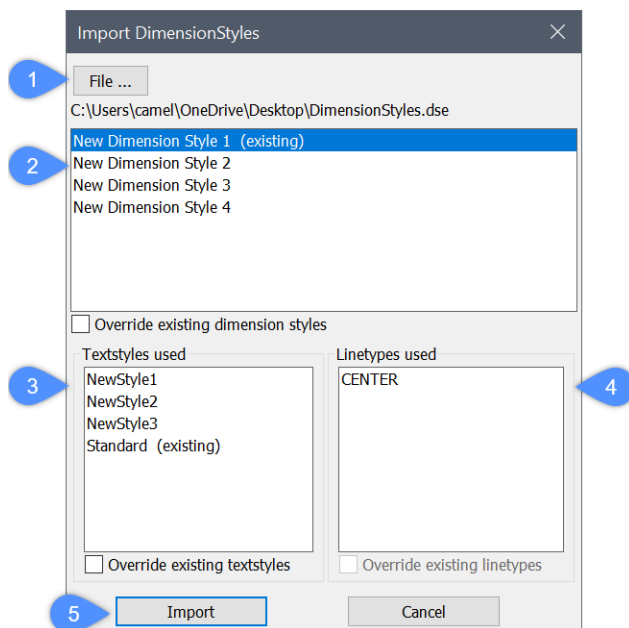 Import DimensionStyles
1
File ...
C:\Users\camel\OneDrive\Desktop\DimensionStyles.dse
New Dimension Style 1  (existing)
2
New Dimension Style 2
New Dimension Style 3
New Dimension Style 4
Override existing dimension styles
Textstyles used
3
NewStyle1
NewStyle2
NewStyle3
Standard  (existing)
Override existing textstyles
Linetypes used
CENTER
4
Override existing linetypes
5
Import
Cancel